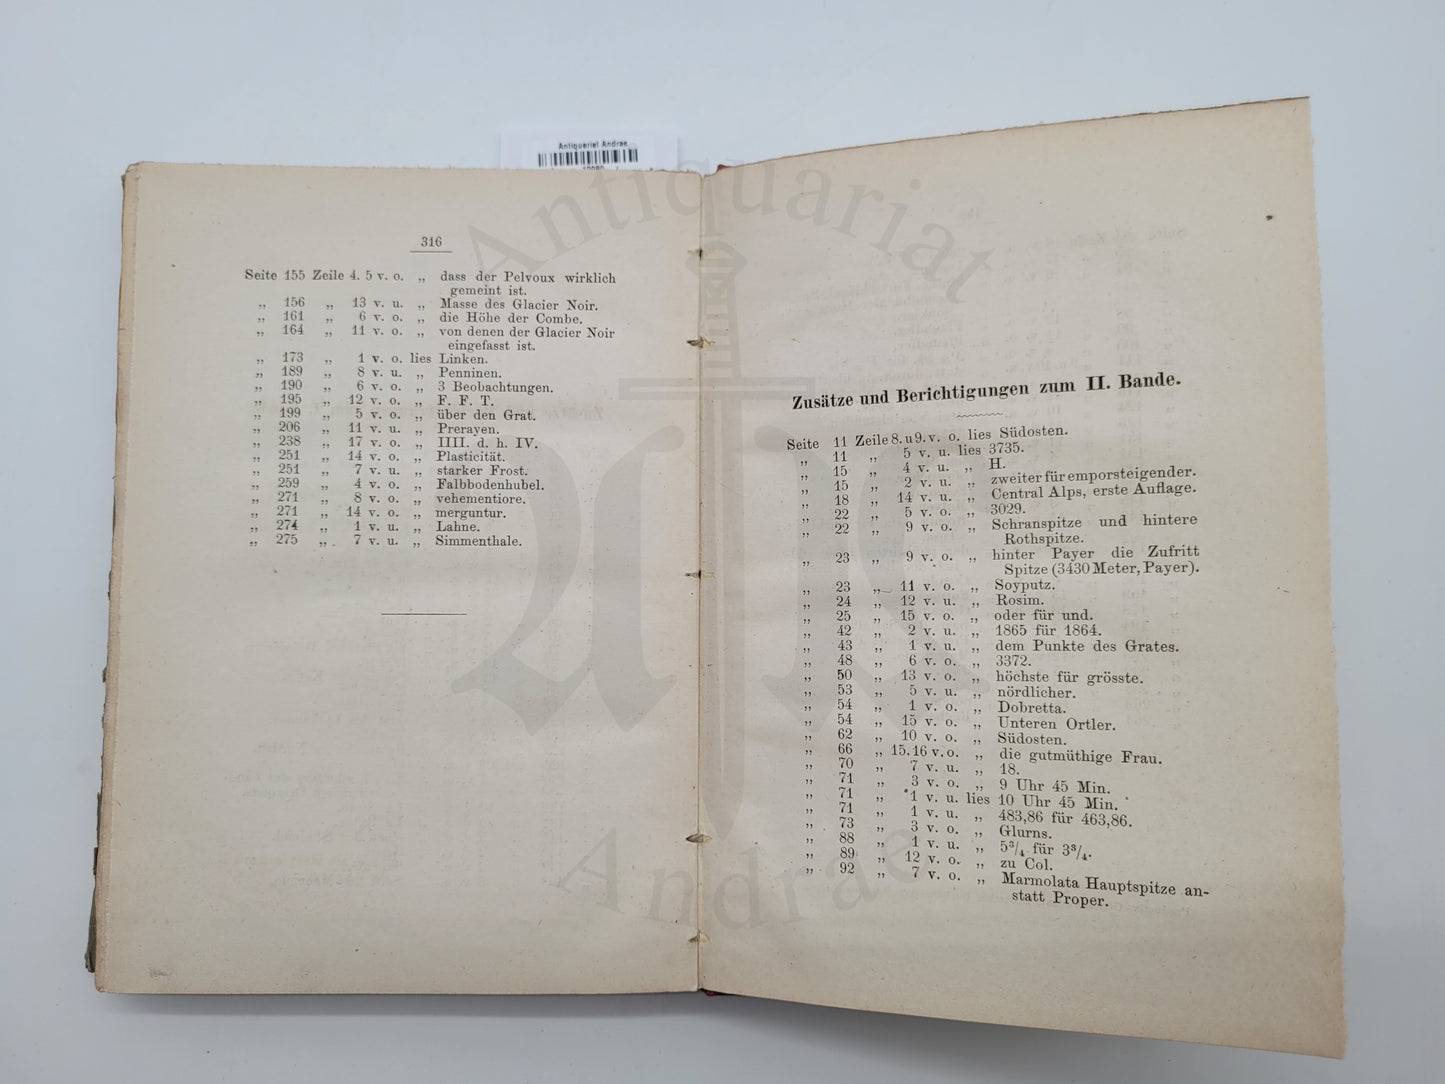 Antiquariat Andrae
Antiquariat
Andrae
316
Seite 155 Zeile 4. 5 v. o. „ dass der Pelvoux wirklich
gemeint ist.
„ 156 „ 13 v. u. „ Masse des Glacier Noir.
„ 161 „ 6 v. o. „ die Höhe der Combe.
„ 164 „ 11 v. o. „ von denen der Glacier Noir
eingefasst ist.
„ 173 „ 1 v. o. lies Linken.
„ 189 „ 8 v. u. „ Penninen.
„ 190 „ 6 v. o. „ 3 Beobachtungen.
„ 195 „ 12 v. o. „ F. F. T.
„ 199 „ 5 v. o. „ über den Grat.
„ 206 „ 11 v. u. „ Prerayen.
„ 238 „ 17 v. o. „ IIII. d. h. IV.
„ 251 „ 14 v. o. „ Plasticität.
„ 251 „ 7 v. u. „ starker Frost.
„ 259 „ 4 v. o. „ Falbbodenhubel.
„ 271 „ 8 v. o. „ vehementiore.
„ 271 „ 14 v. o. „ merguntur.
„ 274 „ 1 v. u. „ Lahne.
„ 275 „ 7 v. u. „ Simmenthale.
Zusätze und Berichtigungen zum II. Bande.
Seite 11 Zeile 8. u 9. v. o. lies Südosten.
„ 11 „ 5 v. u. lies 3735.
„ 15 „ 4 v. u. „ H.
„ 15 „ 2 v. u. „ zweiter für emporsteigender.
„ 18 „ 14 v. u. „ Central Alps, erste Auflage.
„ 22 „ 5 v. o. „ 3029.
„ 22 „ 9 v. o. „ Schranspitze und hintere
Rothspitze.
„ 23 „ 9 v. o. „ hinter Payer die Zufritt
Spitze (3430 Meter, Payer).
„ 23 „ 11 v. o. „ Soyputz.
„ 24 „ 12 v. u. „ Rosim.
„ 25 „ 15 v. o. „ oder für und.
„ 42 „ 2 v. u. „ 1865 für 1864.
„ 43 „ 1 v. u. „ dem Punkte des Grates.
„ 48 „ 6 v. o. „ 3372.
„ 50 „ 13 v. o. „ höchste für grösste.
„ 53 „ 5 v. u. „ nördlicher.
„ 54 „ 1 v. o. „ Dobretta.
„ 54 „ 15 v. o. „ Unteren Ortler.
„ 62 „ 10 v. o. „ Südosten.
„ 66 „ 15. 16 v. o. „ die gutmüthige Frau.
„ 70 „ 7 v. u. „ 18.
„ 71 „ 3 v. o. „ 9 Uhr 45 Min.
„ 71 „ 1 v. u. lies 10 Uhr 45 Min.
„ 71 „ 1 v. u. „ 483,86 für 463,86.
„ 73 „ 3 v. o. „ Glurns.
„ 88 „ 1 v. u. „ 5³/₄ für 3³/₄.
„ 89 „ 12 v. o. „ zu Col.
„ 92 „ 7 v. o. „ Marmolata Hauptspitze an-
statt Proper.